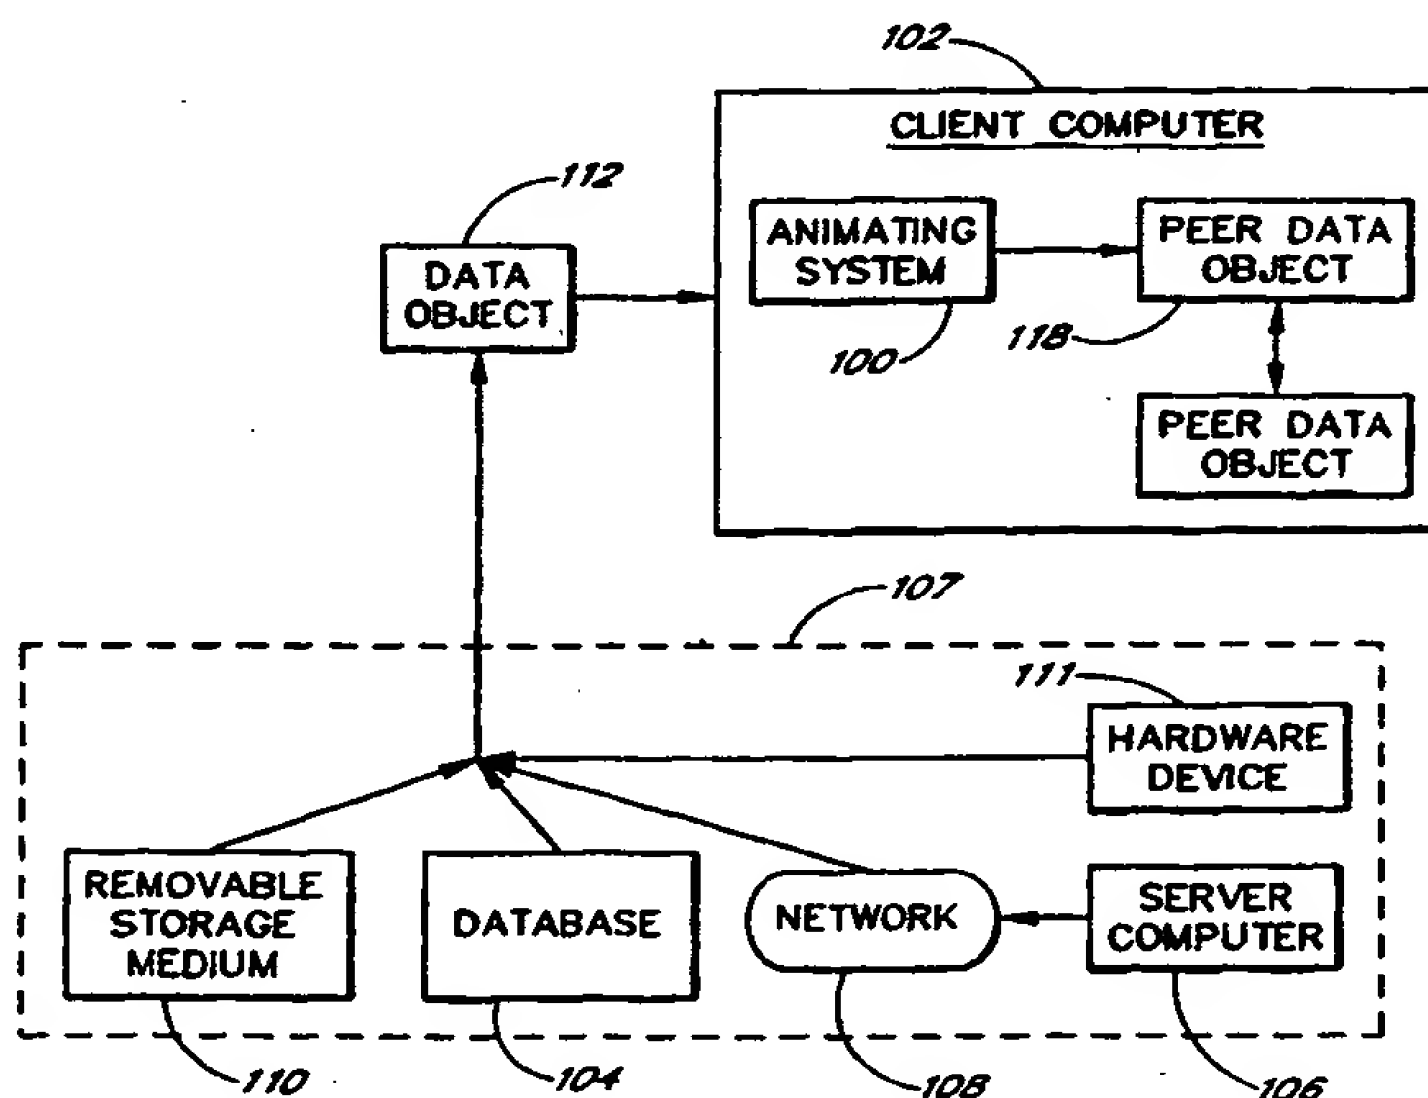 102
CLIENT COMPUTER
112
DATA
OBJECT
ANIMATING
SYSTEM
100
PEER DATA
OBJECT
118
PEER DATA
OBJECT
107
111
HARDWARE
DEVICE
REMOVABLE
STORAGE
MEDIUM
110
DATABASE
104
NETWORK
108
SERVER
COMPUTER
106